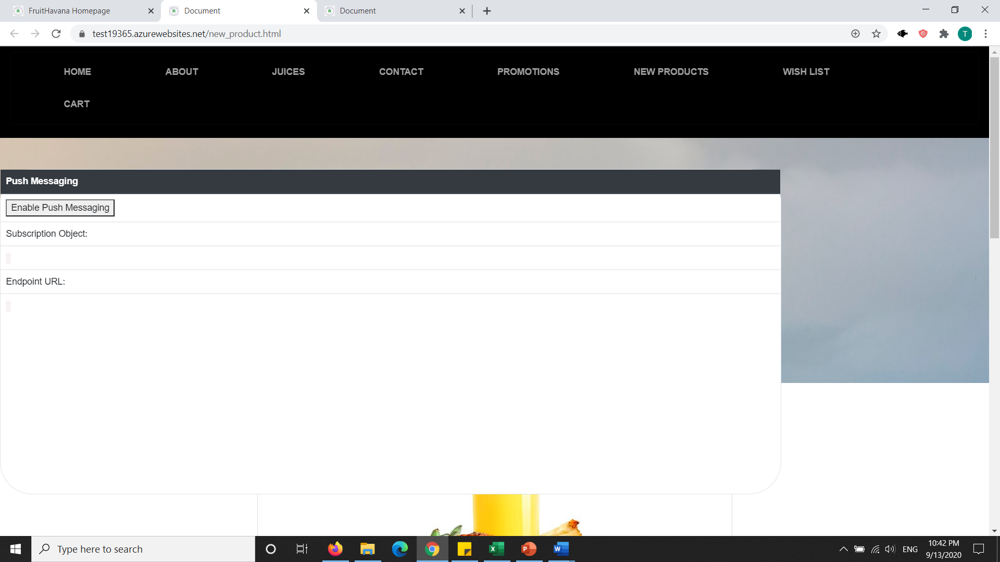 FruitHavana Homepage
Document
Document
test19365.azurewebsites.net/new_product.html
T
HOME ABOUT JUICES CONTACT PROMOTIONS NEW PRODUCTS WISH LIST
CART
Push Messaging
Enable Push Messaging
Subscription Object:
Endpoint URL:
Type here to search
ENG
10:42 PM
9/13/2020